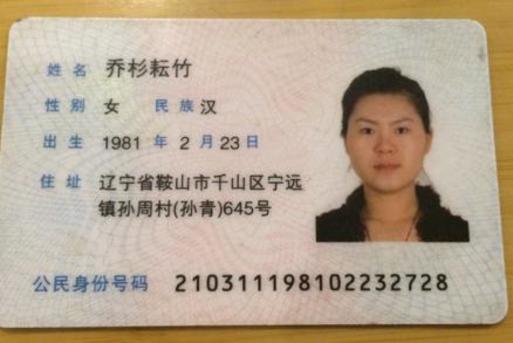 姓名 乔杉耘竹
性别 女 民族 汉
出生 1981 年 2 月 23 日
住址 辽宁省鞍山市千山区宁远
镇孙周村(孙青)645号
公民身份号码 210311198102232728